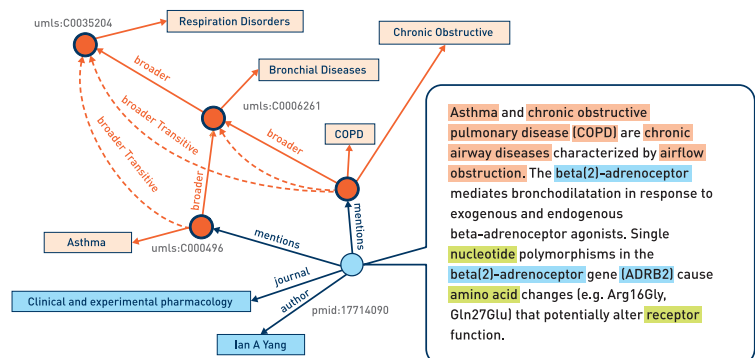 umls:C0035204
Respiration Disorders
Chronic Obstructive
broader
Bronchial Diseases
umls:C0006261
broader Transitive
broader Transitive
broader
COPD
broader
mentions
mentions
Asthma
umls:C000496
journal
Clinical and experimental pharmacology
author
pmid:17714090
Ian A Yang
Asthma and chronic obstructive
pulmonary disease (COPD) are chronic
airway diseases characterized by airflow
obstruction. The beta(2)-adrenoceptor
mediates bronchodilatation in response to
exogenous and endogenous
beta-adrenoceptor agonists. Single
nucleotide polymorphisms in the
beta(2)-adrenoceptor gene (ADRB2) cause
amino acid changes (e.g. Arg16Gly,
Gln27Glu) that potentially alter receptor
function.